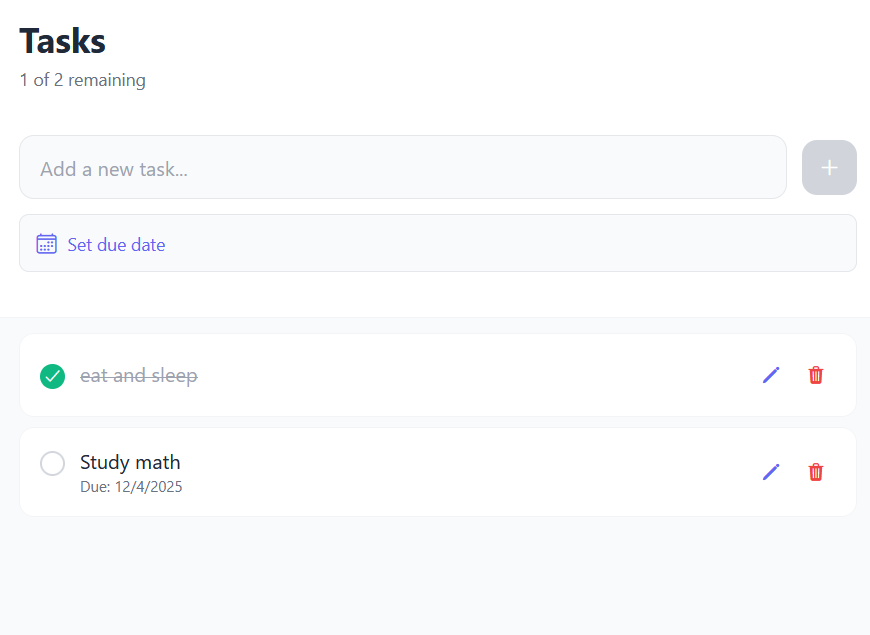 Tasks
1 of 2 remaining
Add a new task...
Set due date
eat and sleep
Study math
Due: 12/4/2025